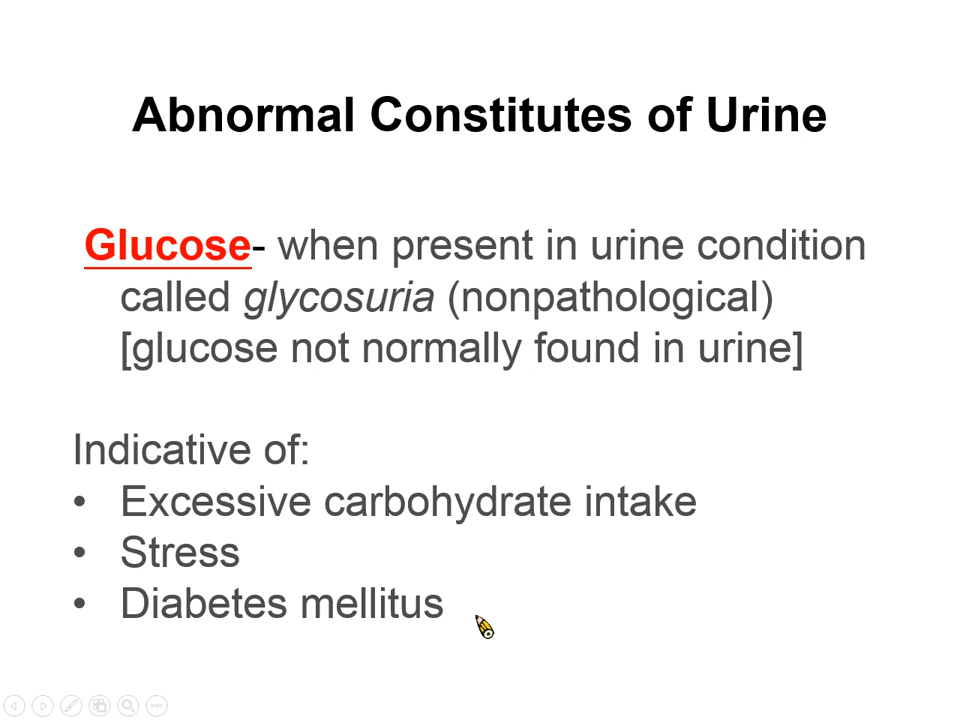 Abnormal Constitutes of Urine
Glucose- when present in urine condition
called glycosuria (nonpathological)
[glucose not normally found in urine]
Indicative of:
• Excessive carbohydrate intake
• Stress
• Diabetes mellitus